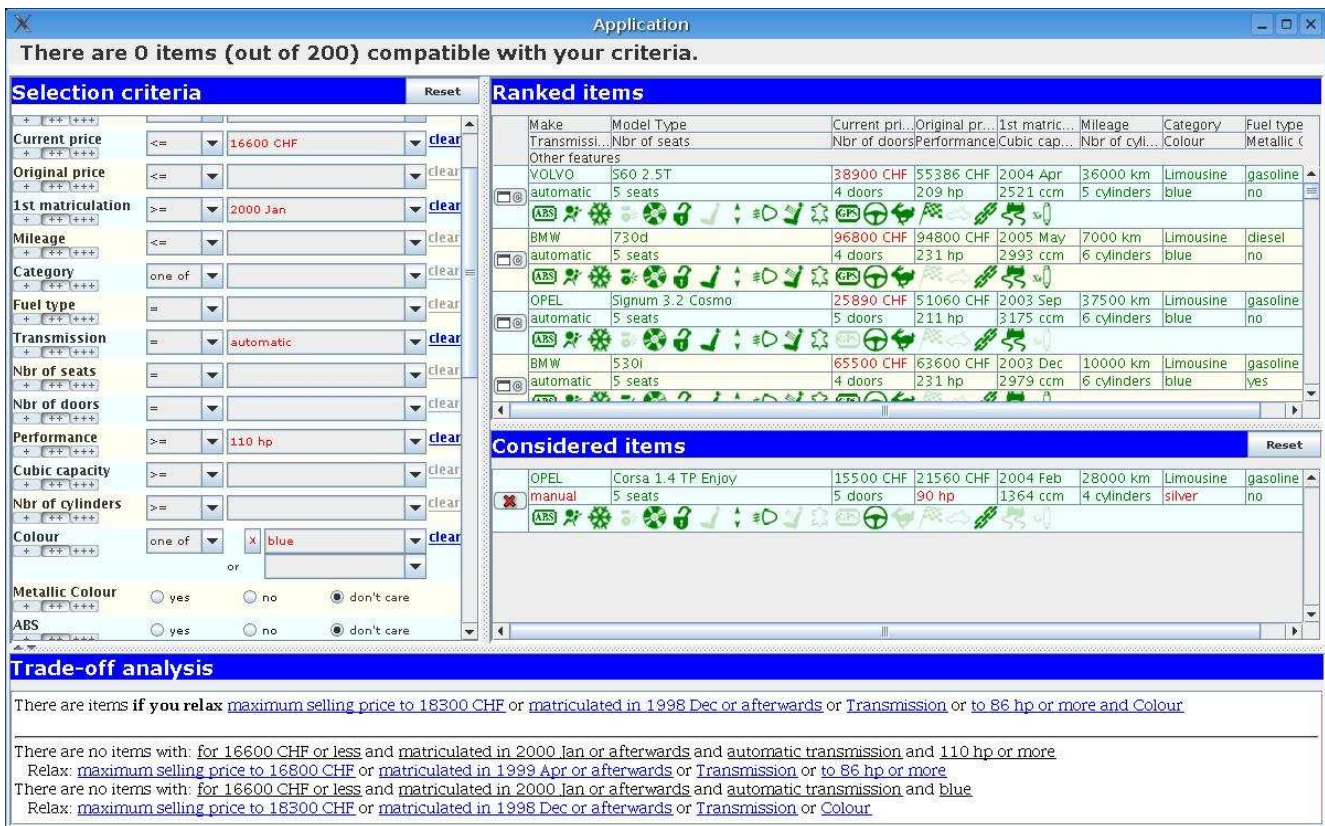 Application
There are 0 items (out of 200) compatible with your criteria.
Selection criteria Reset
+ ++ +++
Current price <= 16600 CHF clear
+ ++ +++
Original price <= clear
+ ++ +++
1st matriculation >= 2000 Jan clear
+ ++ +++
Mileage <= clear
+ ++ +++
Category one of clear
+ ++ +++
Fuel type = clear
+ ++ +++
Transmission = automatic clear
+ ++ +++
Nbr of seats = clear
+ ++ +++
Nbr of doors = clear
+ ++ +++
Performance >= 110 hp clear
+ ++ +++
Cubic capacity >= clear
+ ++ +++
Nbr of cylinders >= clear
+ ++ +++
Colour one of x blue clear
+ ++ +++
or
Metallic Colour yes no don't care
+ ++ +++
ABS yes no don't care
+ ++ +++
Ranked items
Make Model Type Current pri... Original pr... 1st matric... Mileage Category Fuel type
Transmissi... Nbr of seats Nbr of doors Performance Cubic cap... Nbr of cyli... Colour Metallic C
Other features
VOLVO S60 2.5T 38900 CHF 55386 CHF 2004 Apr 36000 km Limousine gasoline
automatic 5 seats 4 doors 209 hp 2521 ccm 5 cylinders blue no
ABS GPS
BMW 730d 96800 CHF 94800 CHF 2005 May 7000 km Limousine diesel
automatic 5 seats 4 doors 231 hp 2993 ccm 6 cylinders blue no
ABS GPS
OPEL Signum 3.2 Cosmo 25890 CHF 51060 CHF 2003 Sep 37500 km Limousine gasoline
automatic 5 seats 5 doors 211 hp 3175 ccm 6 cylinders blue no
ABS GPS
BMW 530i 65500 CHF 63600 CHF 2003 Dec 10000 km Limousine gasoline
automatic 5 seats 4 doors 231 hp 2979 ccm 6 cylinders blue yes
ABS GPS
Considered items Reset
OPEL Corsa 1.4 TP Enjoy 15500 CHF 21560 CHF 2004 Feb 28000 km Limousine gasoline
manual 5 seats 5 doors 90 hp 1364 ccm 4 cylinders silver no
ABS GPS
Trade-off analysis
There are items if you relax maximum selling price to 18300 CHF or matriculated in 1998 Dec or afterwards or Transmission or to 86 hp or more and Colour
There are no items with: for 16600 CHF or less and matriculated in 2000 Jan or afterwards and automatic transmission and 110 hp or more
Relax: maximum selling price to 16800 CHF or matriculated in 1999 Apr or afterwards or Transmission or to 86 hp or more
There are no items with: for 16600 CHF or less and matriculated in 2000 Jan or afterwards and automatic transmission and blue
Relax: maximum selling price to 18300 CHF or matriculated in 1998 Dec or afterwards or Transmission or Colour